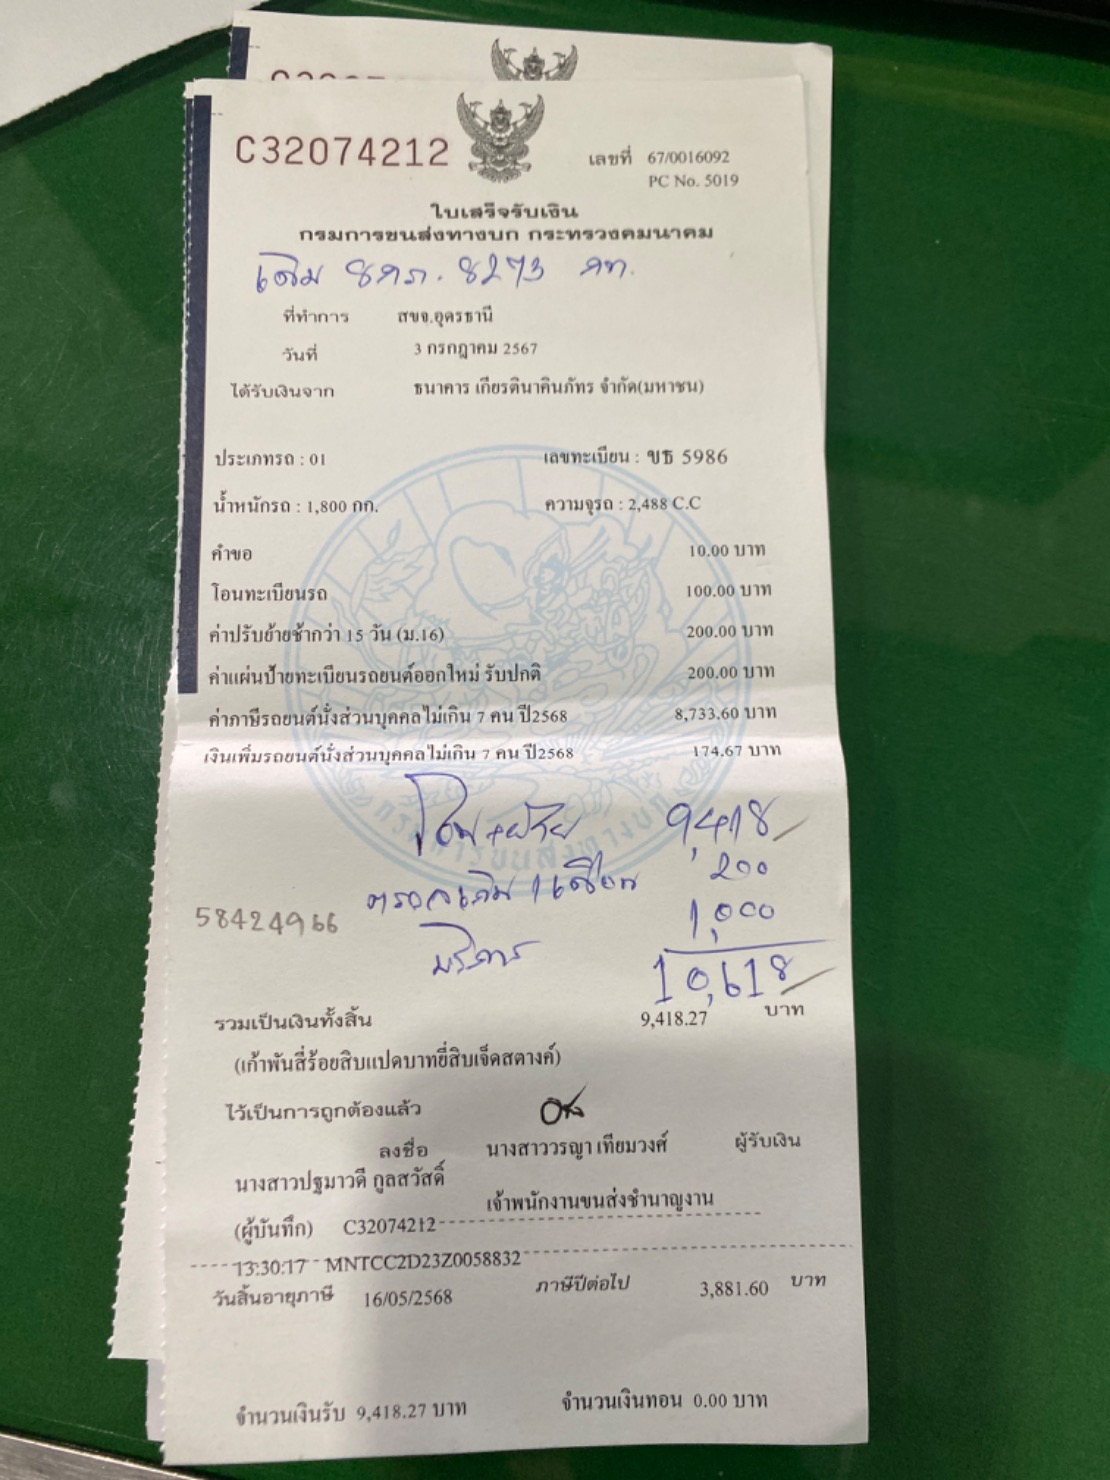 C32074212
เลขที่ 67/0016092
PC No. 5019
ใบเสร็จรับเงิน
กรมการขนส่งทางบก กระทรวงคมนาคม
เดิม 8กภ. 8273 กท.
ที่ทำการ สขจ.อุดรธานี
วันที่ 3 กรกฎาคม 2567
ได้รับเงินจาก ธนาคาร เกียรตินาคินภัทร จำกัด(มหาชน)
ประเภทรถ : 01 เลขทะเบียน : ขธ 5986
น้ำหนักรถ : 1,800 กก. ความจุรถ : 2,488 C.C
คำขอ 10.00 บาท
โอนทะเบียนรถ 100.00 บาท
ค่าปรับย้ายช้ากว่า 15 วัน (ม.16) 200.00 บาท
ค่าแผ่นป้ายทะเบียนรถยนต์ออกใหม่ รับปกติ 200.00 บาท
ค่าภาษีรถยนต์นั่งส่วนบุคคลไม่เกิน 7 คน ปี2568 8,733.60 บาท
เงินเพิ่มรถยนต์นั่งส่วนบุคคลไม่เกิน 7 คน ปี2568 174.67 บาท
โอน+ย้าย 9,418
200
58424966
บริการ 1,000
10,618
รวมเป็นเงินทั้งสิ้น 9,418.27 บาท
(เก้าพันสี่ร้อยสิบแปดบาทยี่สิบเจ็ดสตางค์)
ไว้เป็นการถูกต้องแล้ว
ลงชื่อ นางสาววรญา เทียมวงศ์ ผู้รับเงิน
นางสาวปฐมาวดี กูลสวัสดิ์
เจ้าพนักงานขนส่งชำนาญงาน
(ผู้บันทึก) C32074212
13:30:17 MNTCC2D23Z0058832
วันสิ้นอายุภาษี 16/05/2568 ภาษีปีต่อไป 3,881.60 บาท
จำนวนเงินรับ 9,418.27 บาท จำนวนเงินทอน 0.00 บาท